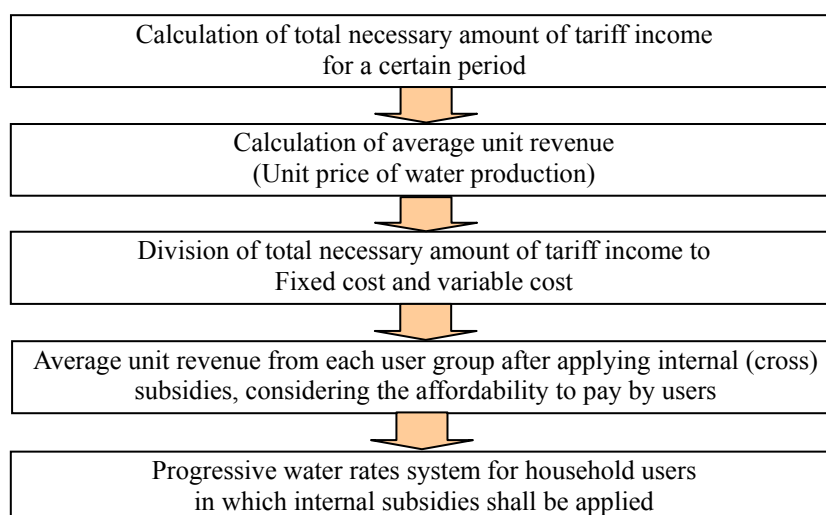 Calculation of total necessary amount of tariff income
for a certain period
Calculation of average unit revenue
(Unit price of water production)
Division of total necessary amount of tariff income to
Fixed cost and variable cost
Average unit revenue from each user group after applying internal (cross)
subsidies, considering the affordability to pay by users
Progressive water rates system for household users
in which internal subsidies shall be applied